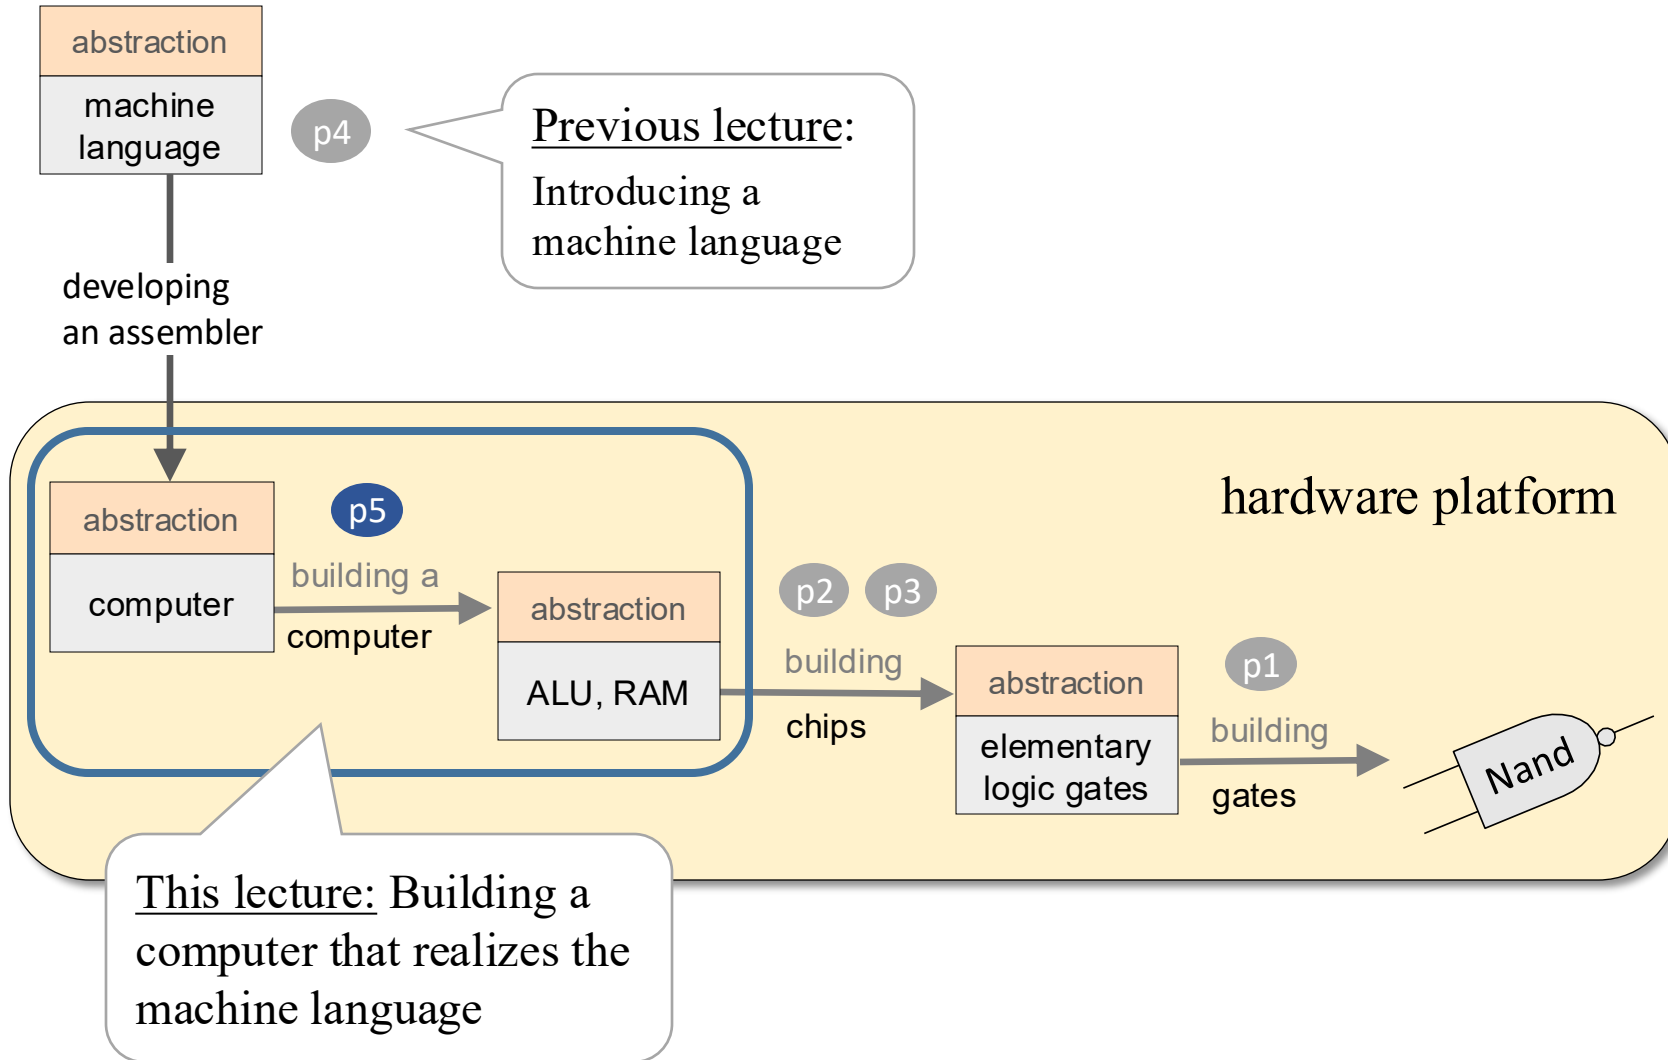 abstraction
machine
language
p4
Previous lecture:
Introducing a
machine language
developing
an assembler
hardware platform
abstraction
computer
p5
building a
computer
abstraction
ALU, RAM
p2
p3
building
chips
abstraction
elementary
logic gates
p1
building
gates
Nand
This lecture: Building a
computer that realizes the
machine language